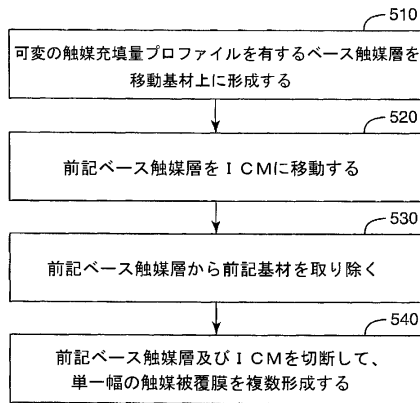 510
可変の触媒充填量プロファイルを有するベース触媒層を
移動基材上に形成する
520
前記ベース触媒層をICMに移動する
530
前記ベース触媒層から前記基材を取り除く
540
前記ベース触媒層及びICMを切断して、
単一幅の触媒被覆膜を複数形成する